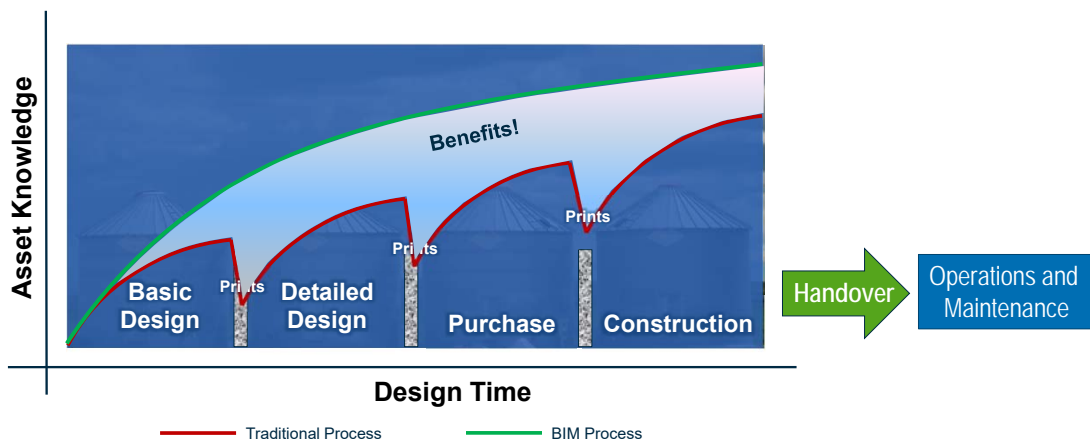 Asset Knowledge
Benefits!
Prints
Prints
Prints
Basic
Design
Detailed
Design
Purchase
Construction
Handover
Operations and
Maintenance
Design Time
Traditional Process
BIM Process